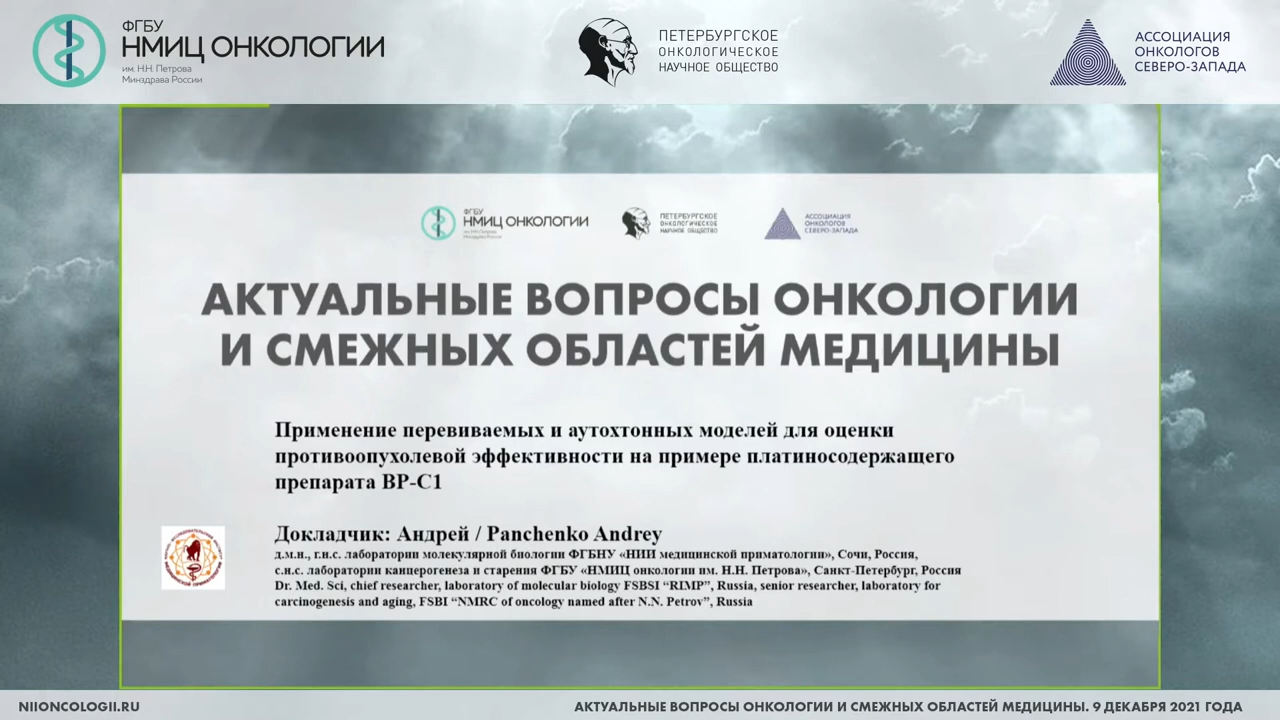 ФГБУ
НМИЦ ОНКОЛОГИИ
им. Н.Н. Петрова
Минздрава России
ПЕТЕРБУРГСКОЕ
ОНКОЛОГИЧЕСКОЕ
НАУЧНОЕ ОБЩЕСТВО
АССОЦИАЦИЯ
ОНКОЛОГОВ
СЕВЕРО-ЗАПАДА
ФГБУ
НМИЦ ОНКОЛОГИИ
им. Н.Н. Петрова
Минздрава России
ПЕТЕРБУРГСКОЕ
ОНКОЛОГИЧЕСКОЕ
НАУЧНОЕ ОБЩЕСТВО
АССОЦИАЦИЯ
ОНКОЛОГОВ
СЕВЕРО-ЗАПАДА
АКТУАЛЬНЫЕ ВОПРОСЫ ОНКОЛОГИИ
И СМЕЖНЫХ ОБЛАСТЕЙ МЕДИЦИНЫ
Применение перевиваемых и аутохтонных моделей для оценки
противоопухолевой эффективности на примере платиносодержащего
препарата BP-C1
Докладчик: Андрей / Panchenko Andrey
д.м.н., г.н.с. лаборатории молекулярной биологии ФГБНУ «НИИ медицинской приматологии», Сочи, Россия,
с.н.с. лаборатории канцерогенеза и старения ФГБУ «НМИЦ онкологии им. Н.Н. Петрова», Санкт-Петербург, Россия
Dr. Med. Sci, chief researcher, laboratory of molecular biology FSBSI “RIMP”, Russia, senior researcher, laboratory for
carcinogenesis and aging, FSBI “NMRC of oncology named after N.N. Petrov”, Russia
NIIONCOLOGII.RU
АКТУАЛЬНЫЕ ВОПРОСЫ ОНКОЛОГИИ И СМЕЖНЫХ ОБЛАСТЕЙ МЕДИЦИНЫ. 9 ДЕКАБРЯ 2021 ГОДА